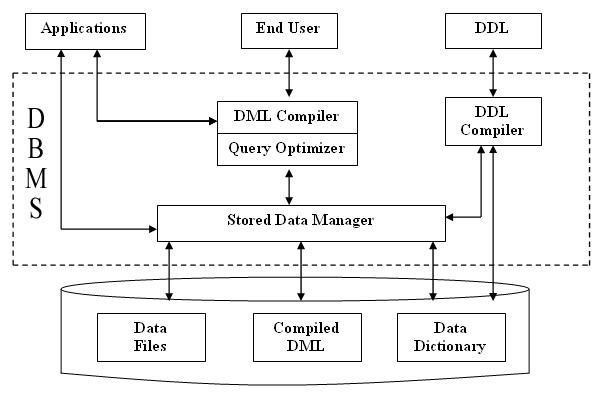 Applications
End User
DDL
D
B
M
S
DML Compiler
Query Optimizer
DDL
Compiler
Stored Data Manager
Data
Files
Compiled
DML
Data
Dictionary